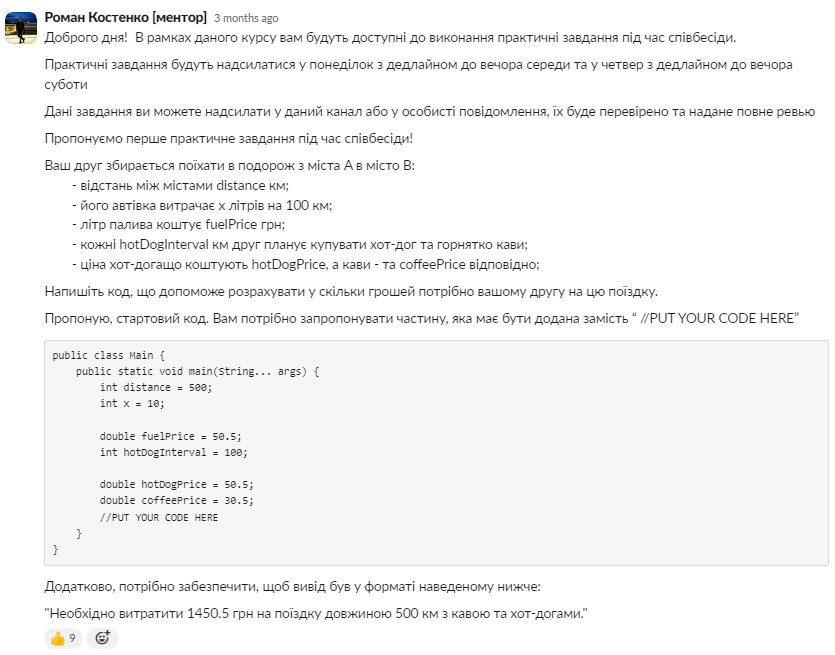 Роман Костенко [ментор] 3 months ago
Доброго дня! В рамках даного курсу вам будуть доступні до виконання практичні завдання під час співбесіди.
Практичні завдання будуть надсилатися у понеділок з дедлайном до вечора середи та у четвер з дедлайном до вечора
суботи
Дані завдання ви можете надсилати у даний канал або у особисті повідомлення, їх буде перевірено та надане повне ревью
Пропонуємо перше практичне завдання під час співбесіди!
Ваш друг збирається поїхати в подорож з міста А в місто В:
- відстань між містами distance км;
- його автівка витрачає x літрів на 100 км;
- літр палива коштує fuelPrice грн;
- кожні hotDogInterval км друг планує купувати хот-дог та горнятко кави;
- ціна хот-догащо коштують hotDogPrice, а кави - та coffeePrice відповідно;
Напишіть код, що допоможе розрахувати у скільки грошей потрібно вашому другу на цю поїздку.
Пропоную, стартовий код. Вам потрібно запропонувати частину, яка має бути додана замість “ //PUT YOUR CODE HERE”
public class Main {
public static void main(String... args) {
int distance = 500;
int x = 10;
double fuelPrice = 50.5;
int hotDogInterval = 100;
double hotDogPrice = 50.5;
double coffeePrice = 30.5;
//PUT YOUR CODE HERE
}
}
Додатково, потрібно забезпечити, щоб вивід був у форматі наведеному нижче:
"Необхідно витратити 1450.5 грн на поїздку довжиною 500 км з кавою та хот-догами."
9